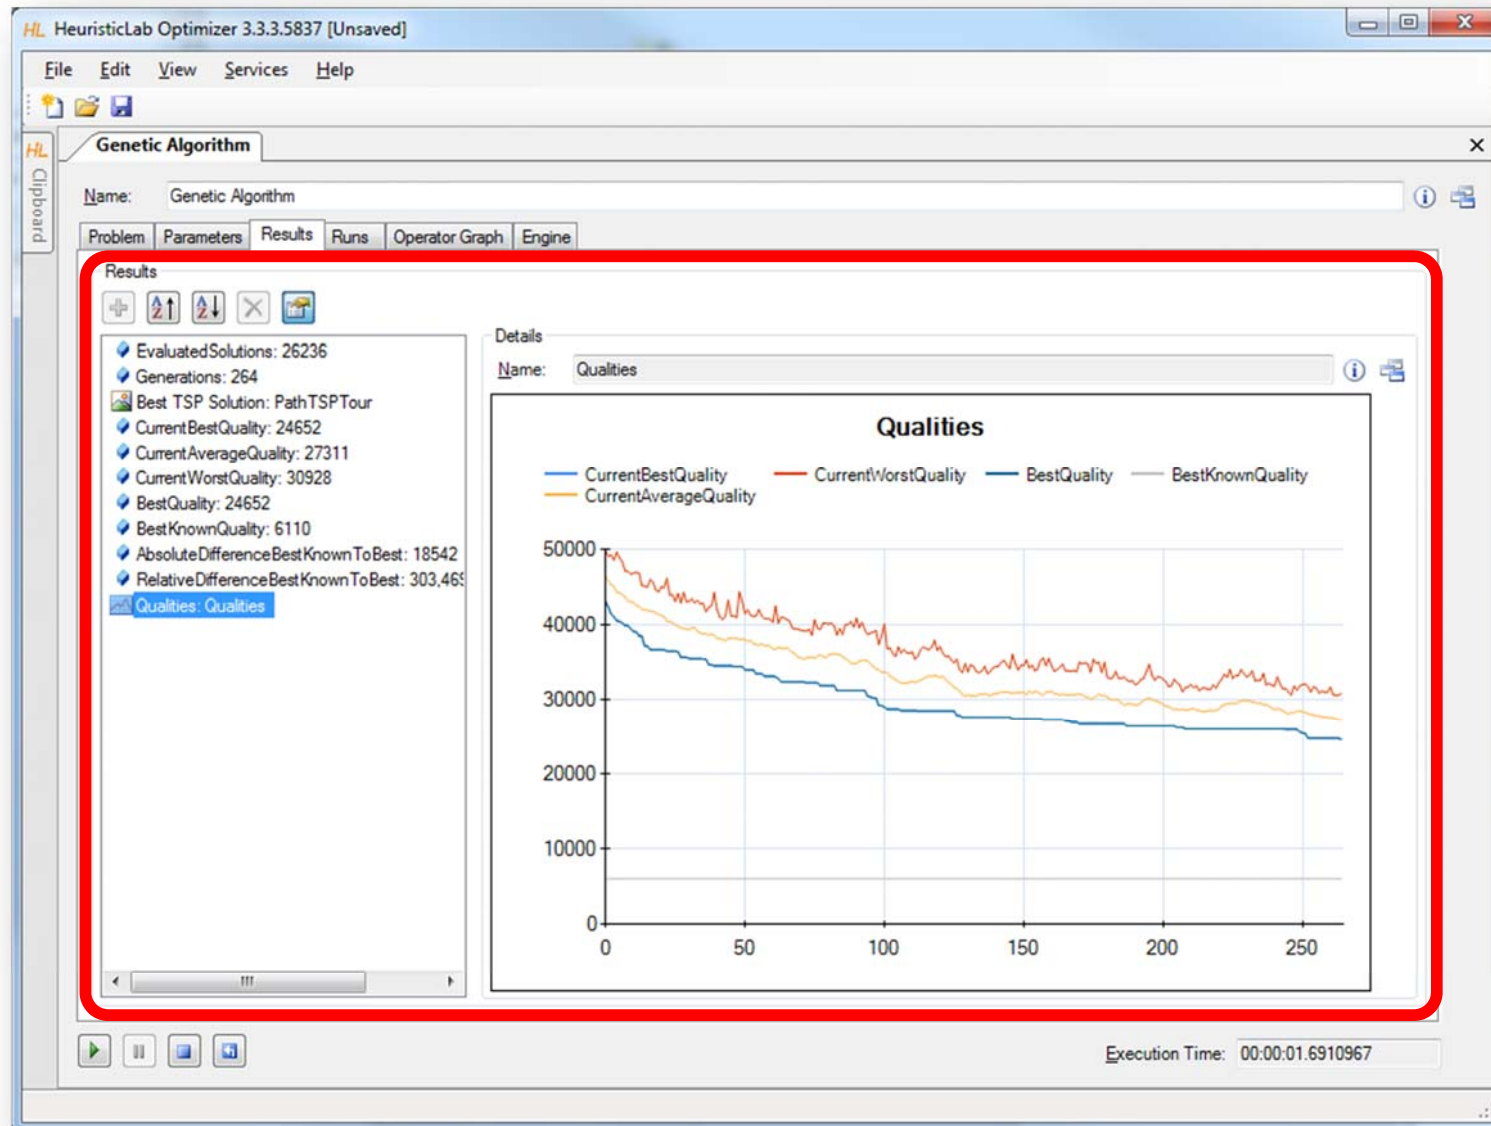 HL HeuristicLab Optimizer 3.3.3.5837 [Unsaved]
File Edit View Services Help
HL Clipboard
Genetic Algorithm
Name: Genetic Algorithm
Problem Parameters Results Runs Operator Graph Engine
Results
EvaluatedSolutions: 26236
Generations: 264
Best TSP Solution: PathTSPTour
CurrentBestQuality: 24652
CurrentAverageQuality: 27311
CurrentWorstQuality: 30928
BestQuality: 24652
BestKnownQuality: 6110
AbsoluteDifferenceBestKnownToBest: 18542
RelativeDifferenceBestKnownToBest: 303,469
Qualities: Qualities
Details
Name: Qualities
Qualities
CurrentBestQuality CurrentWorstQuality BestQuality BestKnownQuality
CurrentAverageQuality
50000
40000
30000
20000
10000
0
0 50 100 150 200 250
Execution Time: 00:00:01.6910967